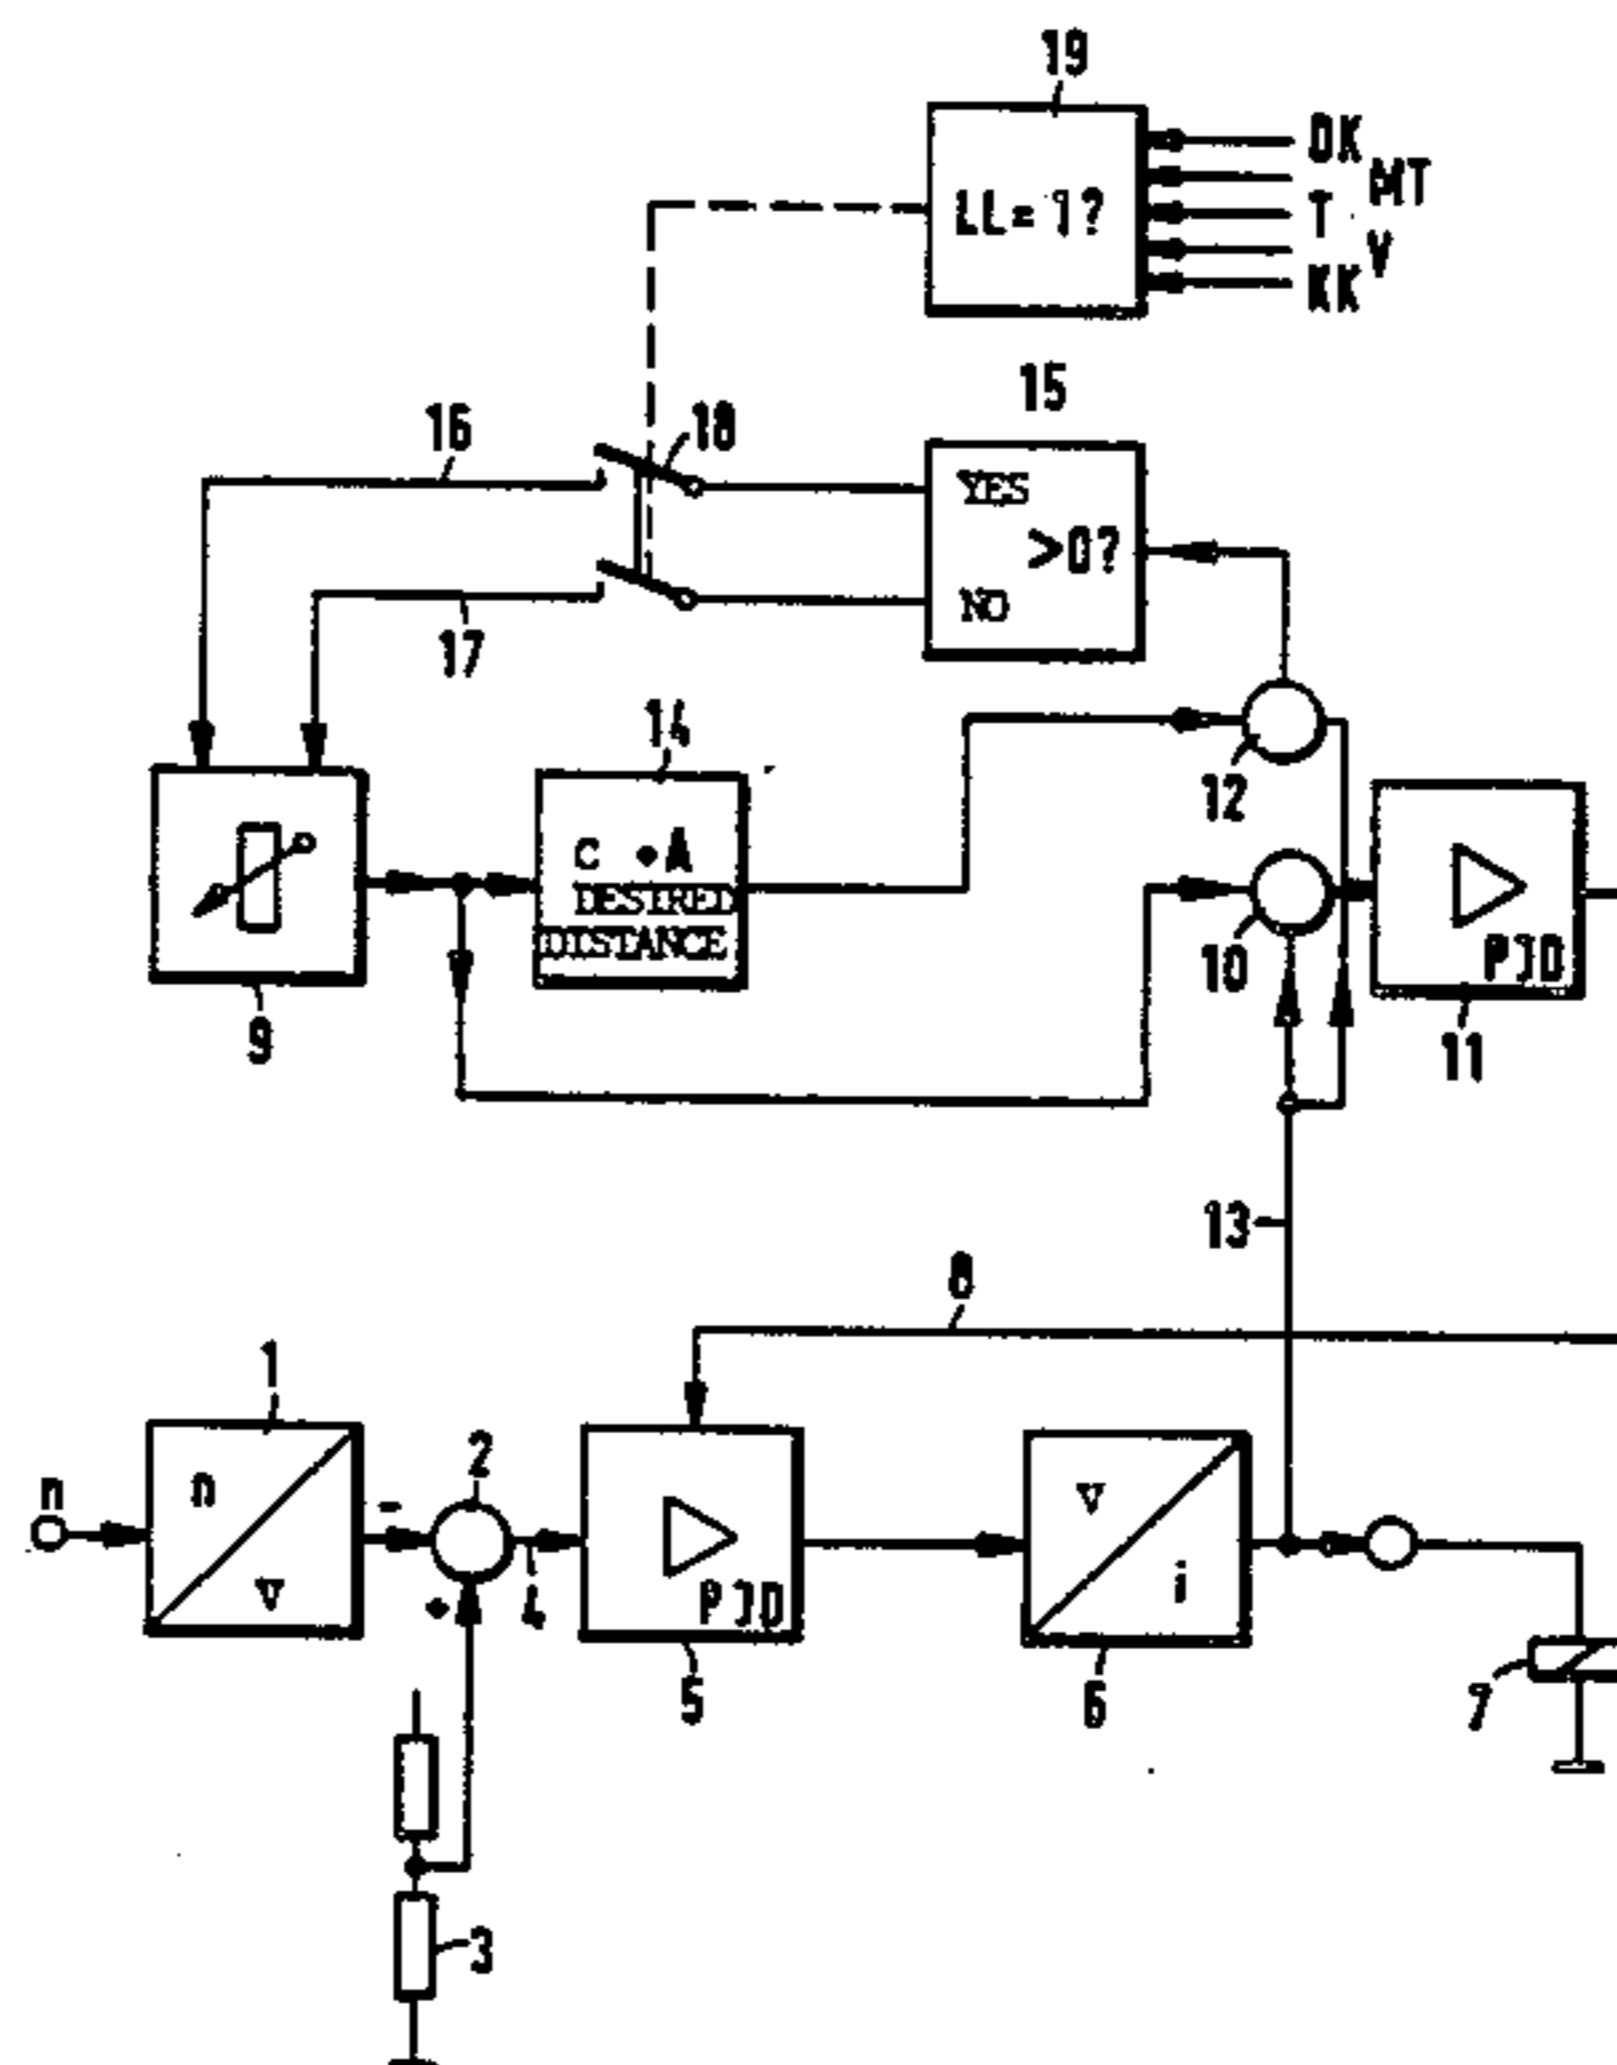 19
DK
MT
LL=1?
T
V
KK
15
16
18
YES
>0?
NO
17
14
12
C •A
DESIRED
DISTANCE
10
PID
9
11
13
8
1
2
n
n
v
-
+
4
PID
v
i
5
6
7
3